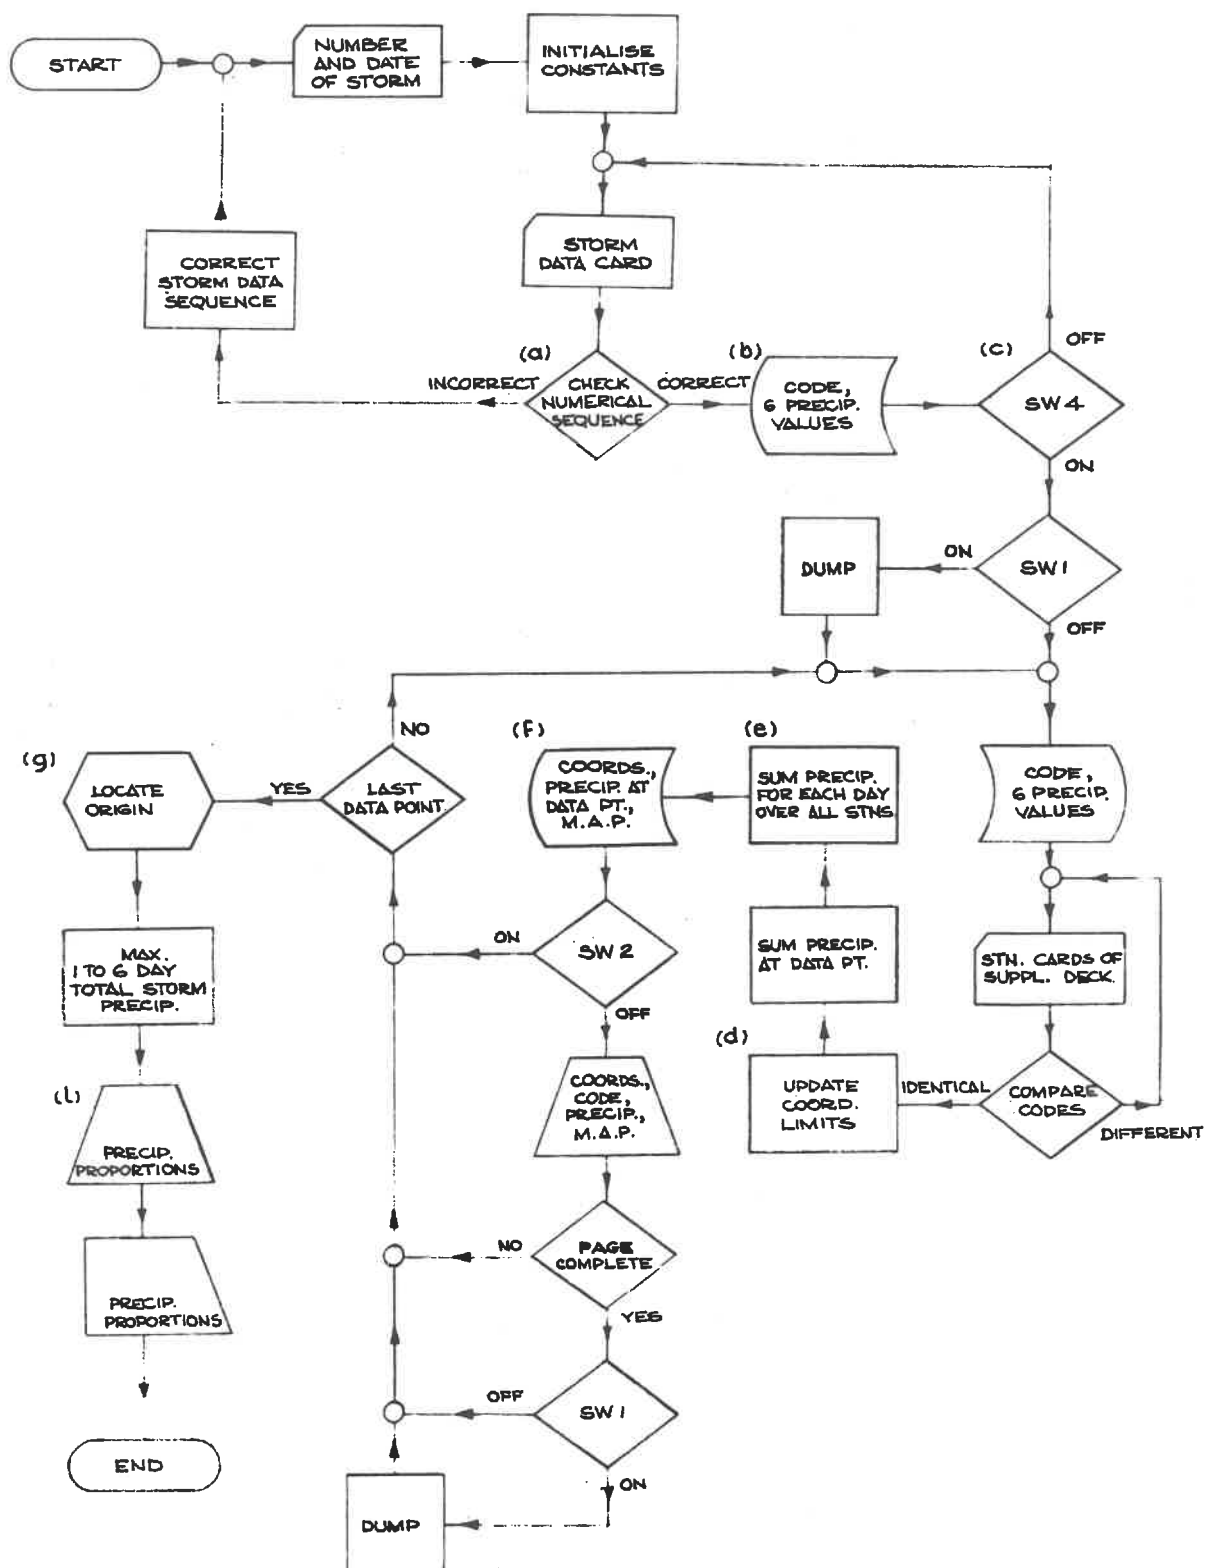 START
NUMBER
AND DATE
OF STORM
INITIALISE
CONSTANTS
CORRECT
STORM DATA
SEQUENCE
STORM
DATA CARD
(a)
INCORRECT
CHECK
NUMERICAL
SEQUENCE
CORRECT
(b)
CODE,
6 PRECIP.
VALUES
(c)
SW 4
OFF
ON
SW 1
ON
OFF
DUMP
(g)
LOCATE
ORIGIN
YES
NO
LAST
DATA POINT
(f)
COORDS.,
PRECIP. AT
DATA PT.,
M.A.P.
(e)
SUM PRECIP.
FOR EACH DAY
OVER ALL STNS.
CODE,
6 PRECIP.
VALUES
MAX.
1 TO 6 DAY
TOTAL STORM
PRECIP.
ON
SW 2
OFF
SUM PRECIP.
AT DATA PT.
STN. CARDS OF
SUPPL. DECK.
(d)
UPDATE
COORD.
LIMITS
IDENTICAL
COMPARE
CODES
DIFFERENT
(l)
PRECIP.
PROPORTIONS
COORDS.,
CODE,
PRECIP.,
M.A.P.
PRECIP.
PROPORTIONS
NO
PAGE
COMPLETE
YES
OFF
SW 1
ON
END
DUMP